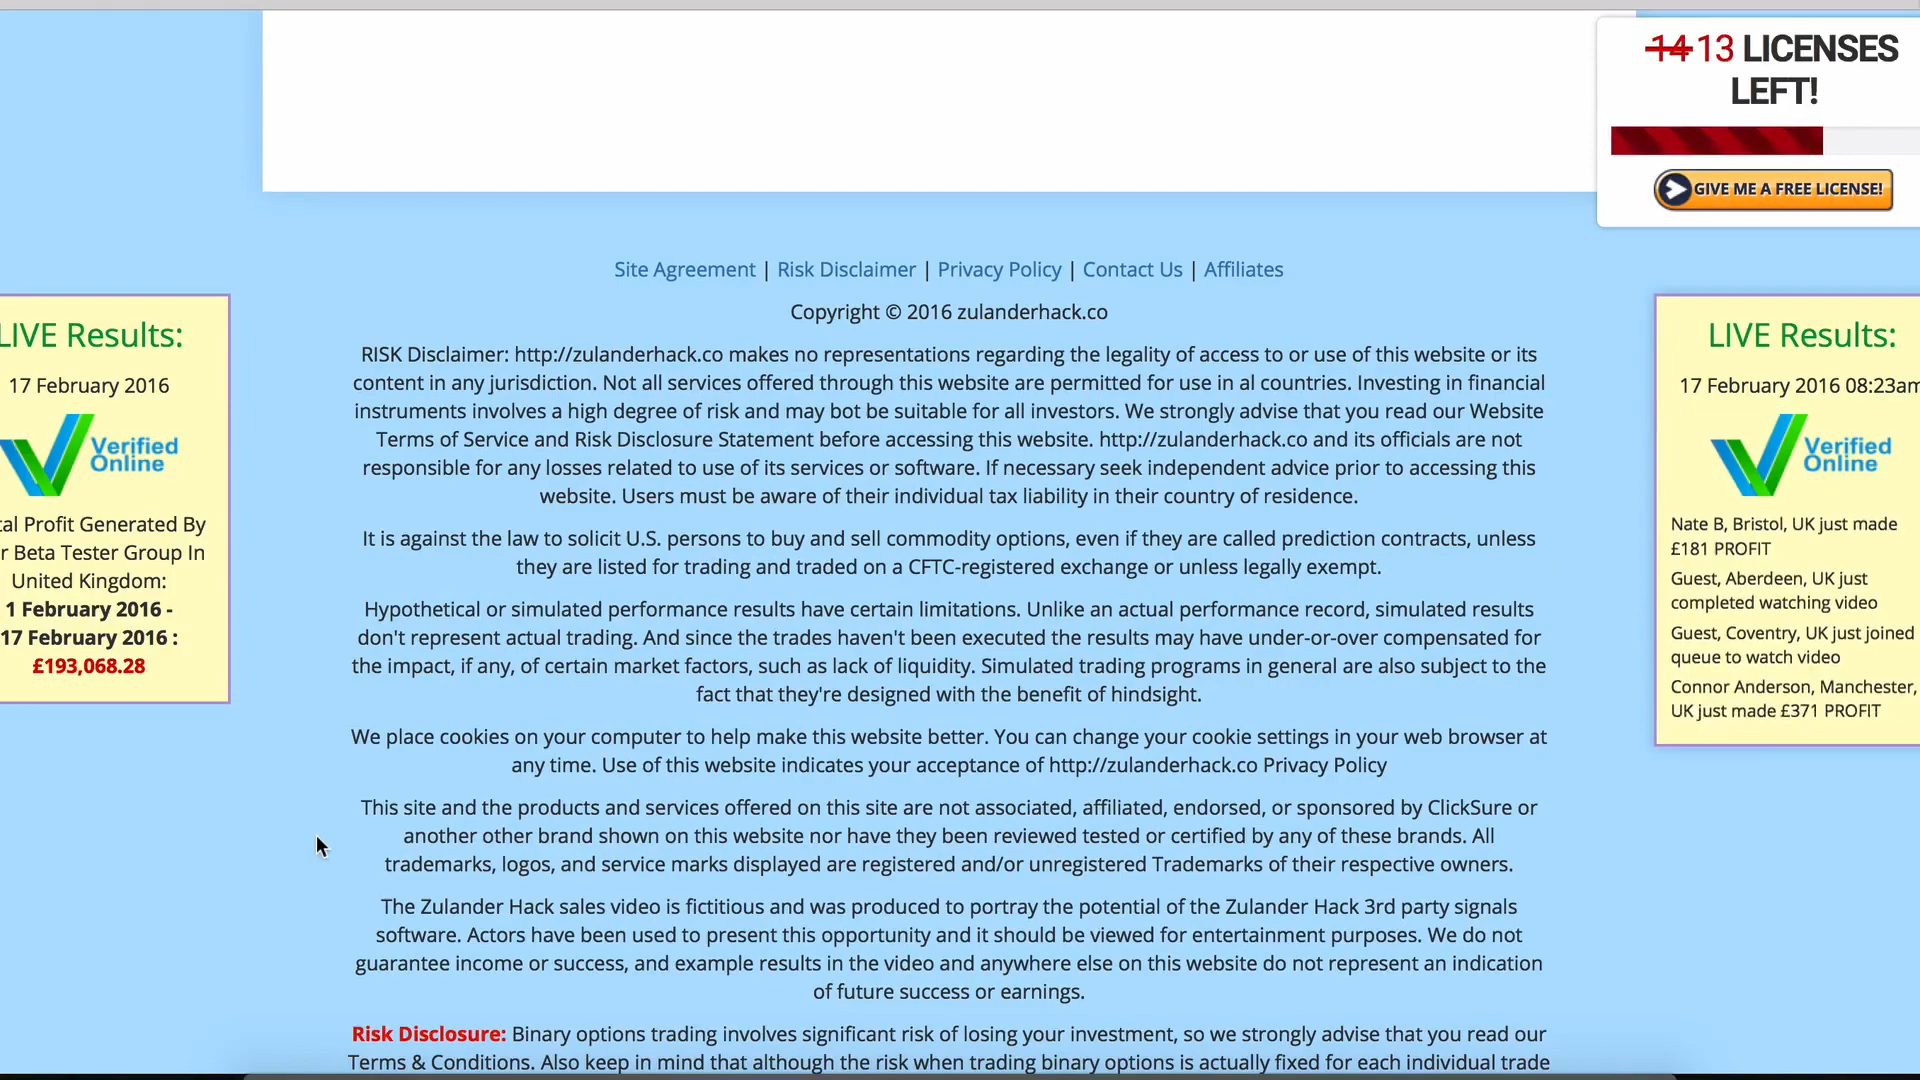 14 13 LICENSES
LEFT!
GIVE ME A FREE LICENSE!
Site Agreement | Risk Disclaimer | Privacy Policy | Contact Us | Affiliates
Copyright © 2016 zulanderhack.co
RISK Disclaimer: http://zulanderhack.co makes no representations regarding the legality of access to or use of this website or its
content in any jurisdiction. Not all services offered through this website are permitted for use in al countries. Investing in financial
instruments involves a high degree of risk and may bot be suitable for all investors. We strongly advise that you read our Website
Terms of Service and Risk Disclosure Statement before accessing this website. http://zulanderhack.co and its officials are not
responsible for any losses related to use of its services or software. If necessary seek independent advice prior to accessing this
website. Users must be aware of their individual tax liability in their country of residence.
It is against the law to solicit U.S. persons to buy and sell commodity options, even if they are called prediction contracts, unless
they are listed for trading and traded on a CFTC-registered exchange or unless legally exempt.
Hypothetical or simulated performance results have certain limitations. Unlike an actual performance record, simulated results
don't represent actual trading. And since the trades haven't been executed the results may have under-or-over compensated for
the impact, if any, of certain market factors, such as lack of liquidity. Simulated trading programs in general are also subject to the
fact that they're designed with the benefit of hindsight.
We place cookies on your computer to help make this website better. You can change your cookie settings in your web browser at
any time. Use of this website indicates your acceptance of http://zulanderhack.co Privacy Policy
This site and the products and services offered on this site are not associated, affiliated, endorsed, or sponsored by ClickSure or
another other brand shown on this website nor have they been reviewed tested or certified by any of these brands. All
trademarks, logos, and service marks displayed are registered and/or unregistered Trademarks of their respective owners.
The Zulander Hack sales video is fictitious and was produced to portray the potential of the Zulander Hack 3rd party signals
software. Actors have been used to present this opportunity and it should be viewed for entertainment purposes. We do not
guarantee income or success, and example results in the video and anywhere else on this website do not represent an indication
of future success or earnings.
Risk Disclosure: Binary options trading involves significant risk of losing your investment, so we strongly advise that you read our
Terms & Conditions. Also keep in mind that although the risk when trading binary options is actually fixed for each individual trade
LIVE Results:
17 February 2016
Verified
Online
Profit Generated By
Beta Tester Group In
United Kingdom:
1 February 2016 -
17 February 2016 :
£193,068.28
LIVE Results:
17 February 2016 08:23am
Verified
Online
Nate B, Bristol, UK just made
£181 PROFIT
Guest, Aberdeen, UK just
completed watching video
Guest, Coventry, UK just joined
queue to watch video
Connor Anderson, Manchester,
UK just made £371 PROFIT